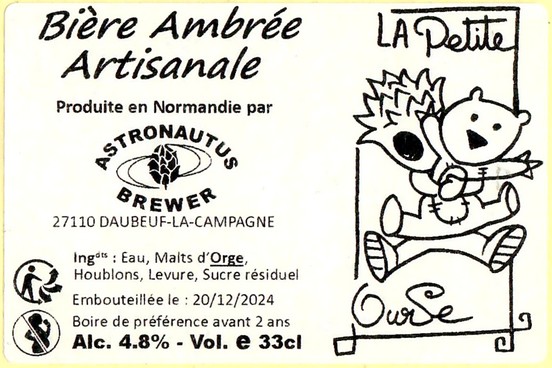 Bière Ambrée
Artisanale
Produite en Normandie par
ASTRONAUTUS
BREWER
27110 DAUBEUF-LA-CAMPAGNE
Ingᵈᵗˢ : Eau, Malts d'Orge,
Houblons, Levure, Sucre résiduel
Embouteillée le : 20/12/2024
Boire de préférence avant 2 ans
Alc. 4.8% - Vol. e 33cl
LA Petite
OurSe